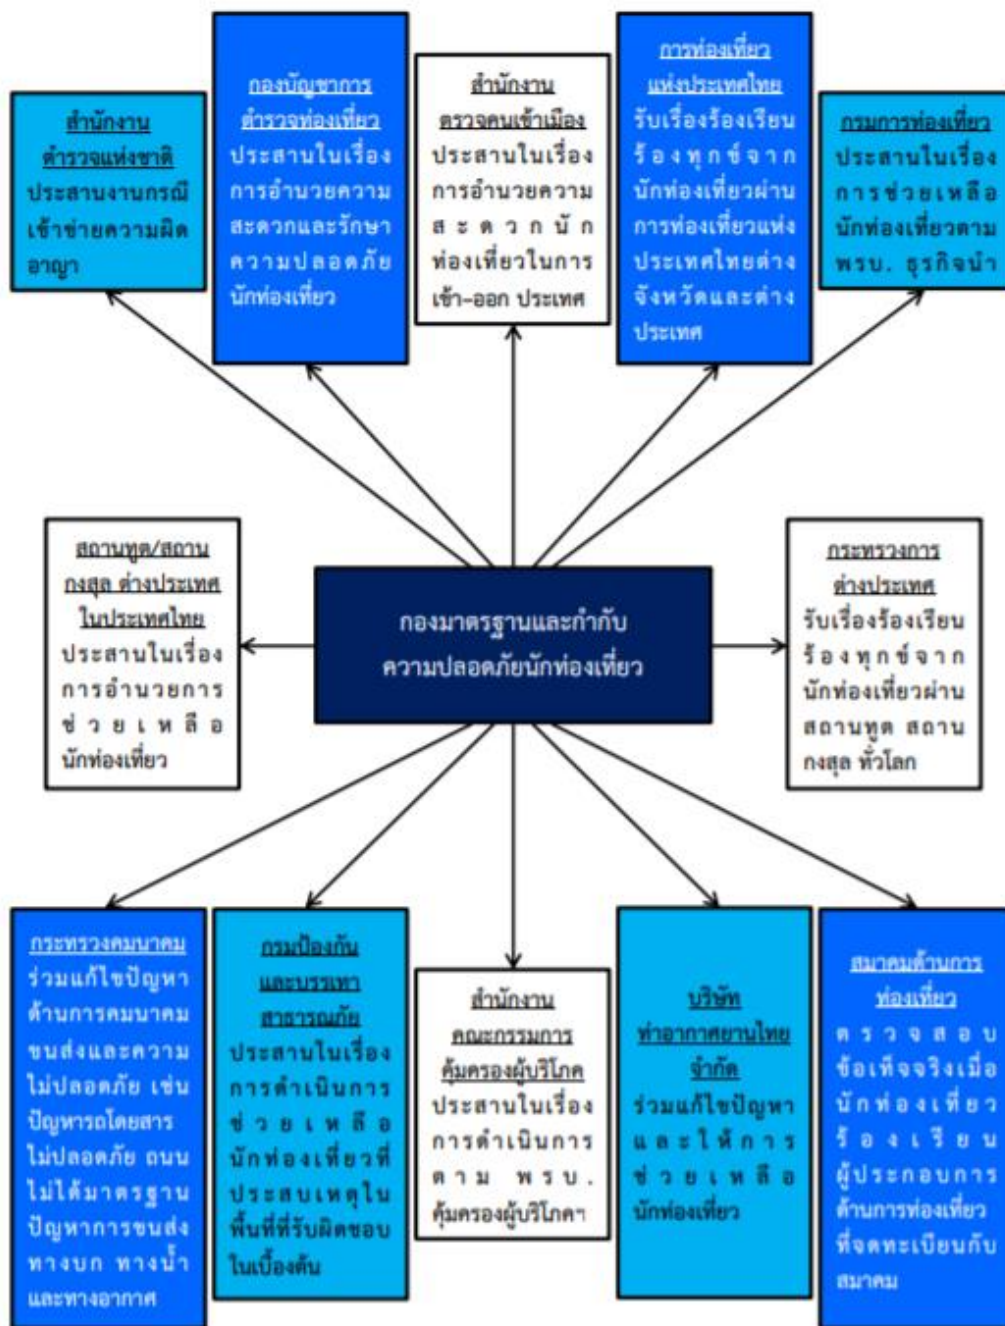 สำนักงาน
ตำรวจแห่งชาติ
ประสานงานกรณี
เข้าข่ายความผิด
อาญา
กองบัญชาการ
ตำรวจท่องเที่ยว
ประสานในเรื่อง
การอำนวยความ
สะดวกและรักษา
ความปลอดภัย
นักท่องเที่ยว
สำนักงาน
ตรวจคนเข้าเมือง
ประสานในเรื่อง
การอำนวยความ
สะดวกนัก
ท่องเที่ยวในการ
เข้า-ออก ประเทศ
การท่องเที่ยว
แห่งประเทศไทย
รับเรื่องร้องเรียน
ร้องทุกข์จาก
นักท่องเที่ยวผ่าน
การท่องเที่ยวแห่ง
ประเทศไทยต่าง
จังหวัดและต่าง
ประเทศ
กรมการท่องเที่ยว
ประสานในเรื่อง
การช่วยเหลือ
นักท่องเที่ยวตาม
พรบ. ธุรกิจนำ
สถานทูต/สถาน
กงสุล ต่างประเทศ
ในประเทศไทย
ประสานในเรื่อง
การอำนวยการ
ช่วยเหลือ
นักท่องเที่ยว
กองมาตรฐานและกำกับ
ความปลอดภัยนักท่องเที่ยว
กระทรวงการ
ต่างประเทศ
รับเรื่องร้องเรียน
ร้องทุกข์จาก
นักท่องเที่ยวผ่าน
สถานทูต สถาน
กงสุล ทั่วโลก
กระทรวงคมนาคม
ร่วมแก้ไขปัญหา
ด้านการคมนาคม
ขนส่งและความ
ไม่ปลอดภัย เช่น
ปัญหารถโดยสาร
ไม่ปลอดภัย ถนน
ไม่ได้มาตรฐาน
ปัญหาการขนส่ง
ทางบก ทางน้ำ
และทางอากาศ
กรมป้องกัน
และบรรเทา
สาธารณภัย
ประสานในเรื่อง
การดำเนินการ
ช่วยเหลือ
นักท่องเที่ยวที่
ประสบเหตุใน
พื้นที่ที่รับผิดชอบ
ในเบื้องต้น
สำนักงาน
คณะกรรมการ
คุ้มครองผู้บริโภค
ประสานในเรื่อง
การดำเนินการ
ตาม พรบ.
คุ้มครองผู้บริโภคฯ
บริษัท
ท่าอากาศยานไทย
จำกัด
ร่วมแก้ไขปัญหา
และให้การ
ช่วยเหลือ
นักท่องเที่ยว
สมาคมด้านการ
ท่องเที่ยว
ตรวจสอบ
ข้อเท็จจริงเมื่อ
นักท่องเที่ยว
ร้องเรียน
ผู้ประกอบการ
ด้านการท่องเที่ยว
ที่จดทะเบียนกับ
สมาคม